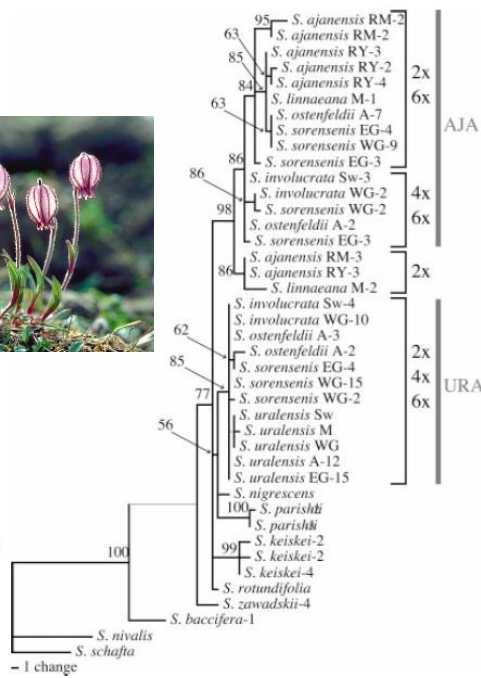 95
S. ajanensis RM-2
S. ajanensis RM-2
63
S. ajanensis RY-3
S. ajanensis RY-2
85
S. ajanensis RY-4
2x
84
S. linnaeana M-1
6x
S. ostenfeldii A-7
63
S. sorensenis EG-4
AJA
S. sorensenis WG-9
86
S. sorensenis EG-3
86
S. involucrata Sw-3
S. involucrata WG-2
4x
98
S. sorensenis WG-2
6x
S. ostenfeldii A-2
S. sorensenis EG-3
86
S. ajanensis RM-3
S. ajanensis RY-3
2x
S. linnaeana M-2
S. involucrata Sw-4
S. involucrata WG-10
62
S. ostenfeldii A-3
S. ostenfeldii A-2
2x
85
S. sorensenis EG-4
S. sorensenis WG-15
4x
77
S. sorensenis WG-2
URA
6x
56
S. uralensis Sw
S. uralensis M
S. uralensis WG
S. uralensis A-12
S. uralensis EG-15
S. nigrescens
100
S. parishii
S. parishii
99
S. keiskei-2
S. keiskei-2
100
S. keiskei-4
S. rotundifolia
S. zawadskii-4
S. baccifera-1
S. nivalis
S. schafta
1 change